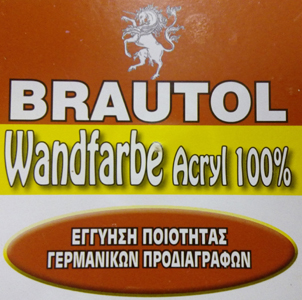 BRAUTOL
Wandfarbe Acryl 100%
ΕΓΓΥΗΣΗ ΠΟΙΟΤΗΤΑΣ
ΓΕΡΜΑΝΙΚΩΝ ΠΡΟΔΙΑΓΡΑΦΩΝ